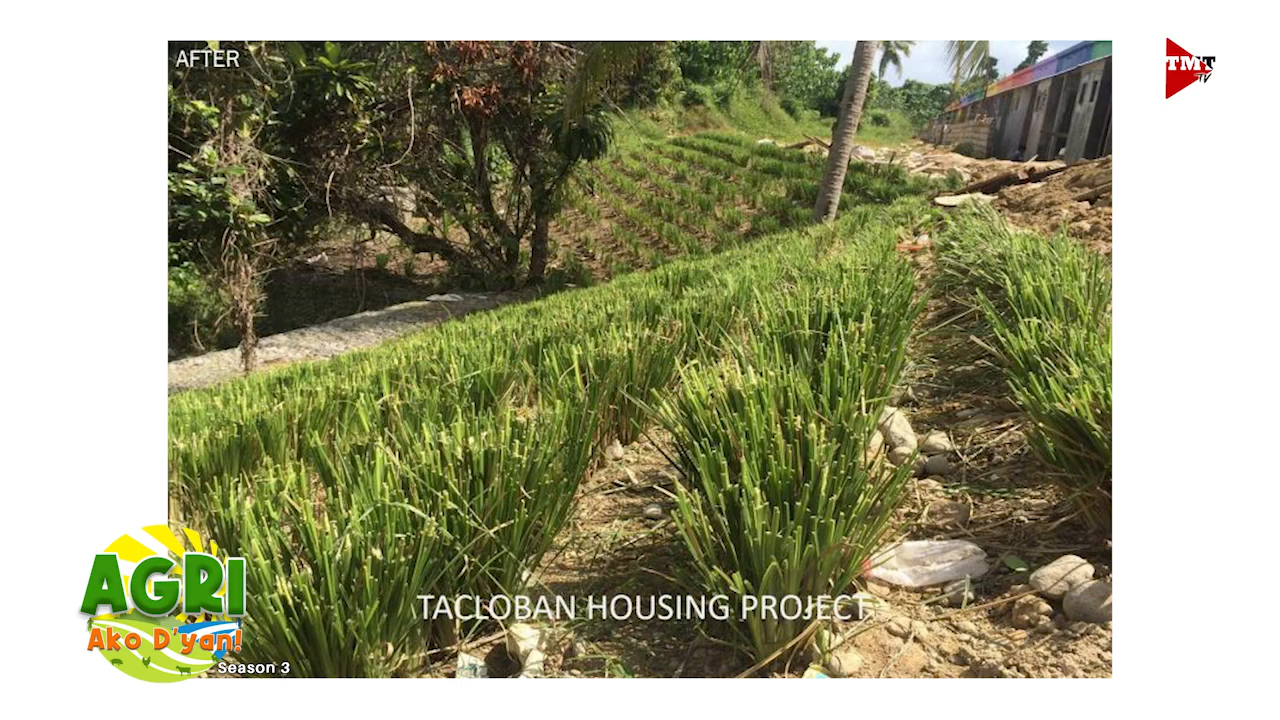 AFTER
TMT
TV
TACLOBAN HOUSING PROJECT
AGRI
Ako D'yan!
Season 3